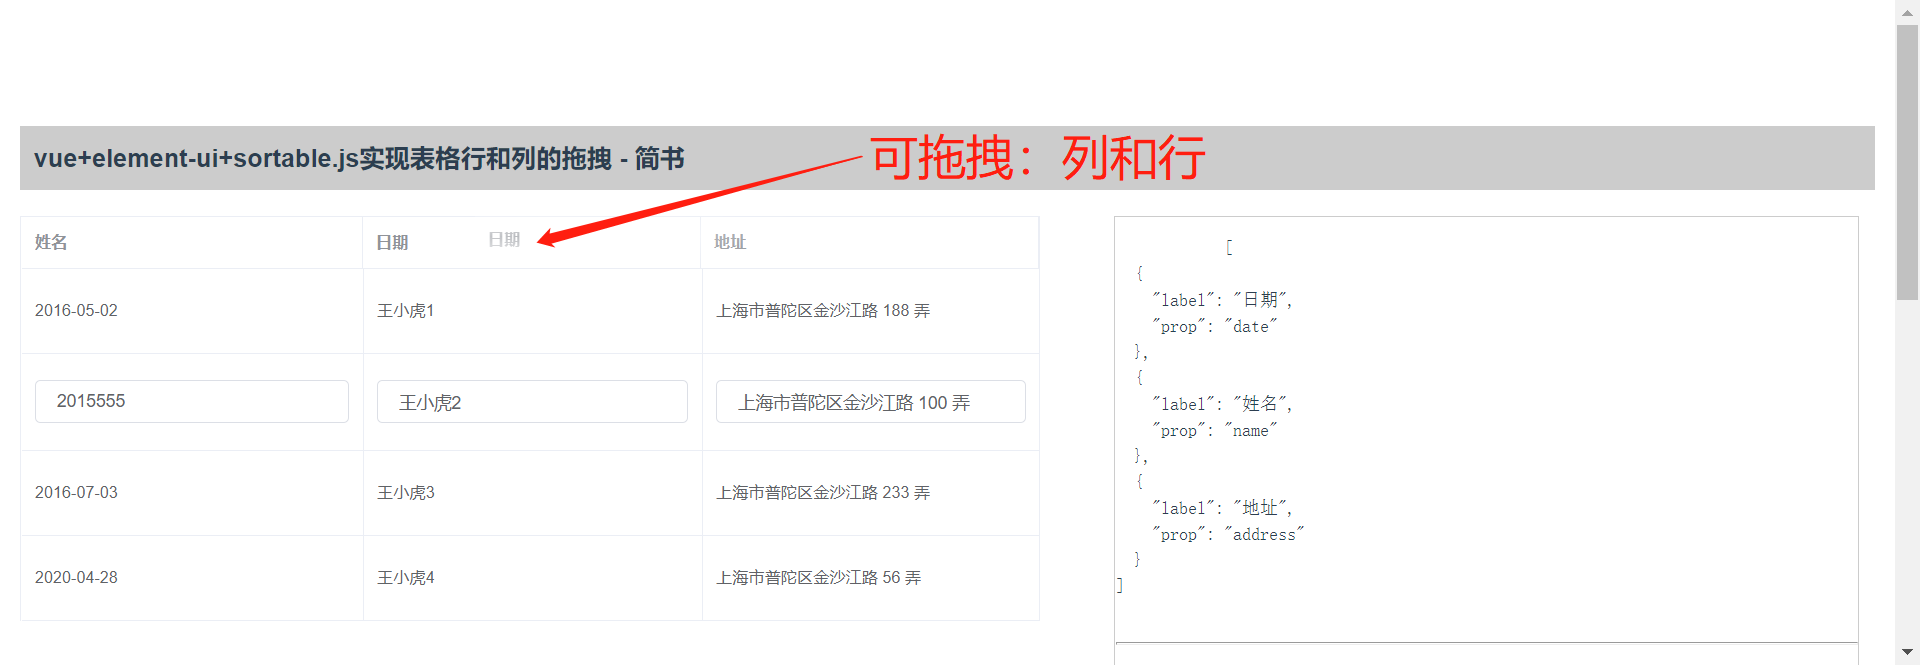 vue+element-ui+sortable.js实现表格行和列的拖拽 - 简书
可拖拽：列和行
姓名 日期 日期 地址
2016-05-02 王小虎1 上海市普陀区金沙江路 188 弄
2015555 王小虎2 上海市普陀区金沙江路 100 弄
2016-07-03 王小虎3 上海市普陀区金沙江路 233 弄
2020-04-28 王小虎4 上海市普陀区金沙江路 56 弄
[
{
"label": "日期",
"prop": "date"
},
{
"label": "姓名",
"prop": "name"
},
{
"label": "地址",
"prop": "address"
}
]